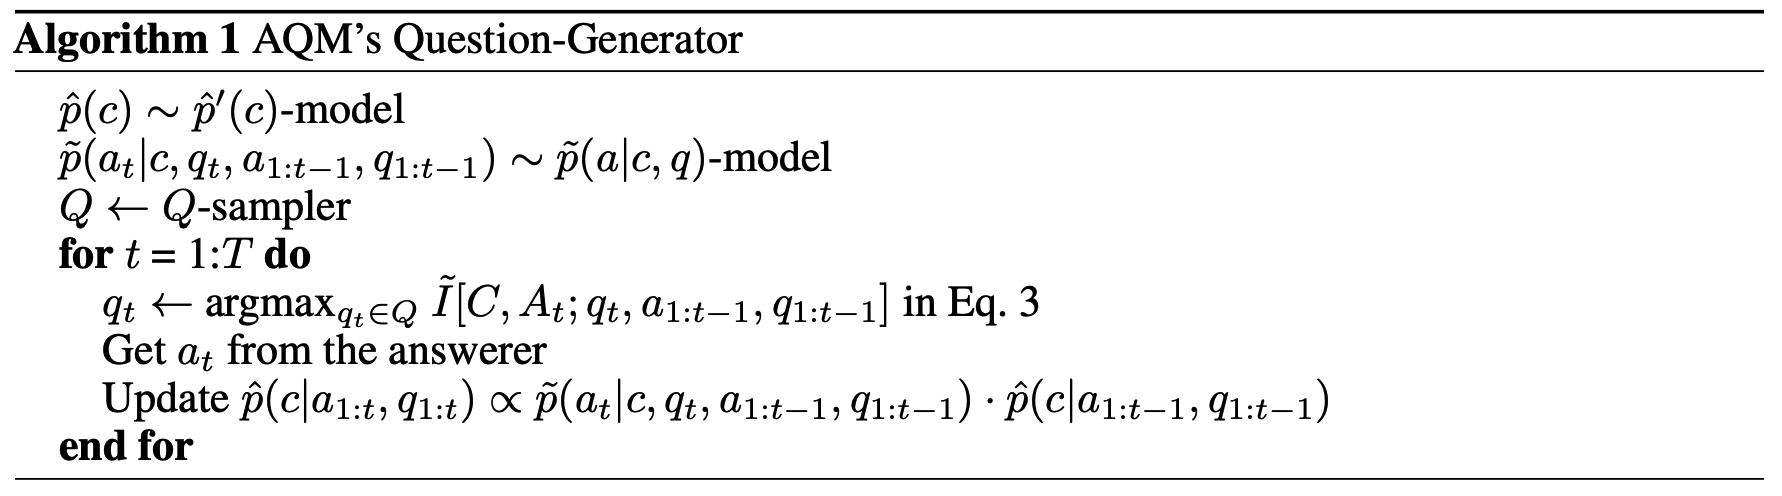 Algorithm 1 AQM's Question-Generator
p̂(c) ∼ p̂′(c)-model
p̃(a_t|c, q_t, a_{1:t−1}, q_{1:t−1}) ∼ p̃(a|c, q)-model
Q ← Q-sampler
for t = 1:T do
q_t ← argmax_{q_t∈Q} Ĩ[C, A_t; q_t, a_{1:t−1}, q_{1:t−1}] in Eq. 3
Get a_t from the answerer
Update p̂(c|a_{1:t}, q_{1:t}) ∝ p̃(a_t|c, q_t, a_{1:t−1}, q_{1:t−1}) · p̂(c|a_{1:t−1}, q_{1:t−1})
end for